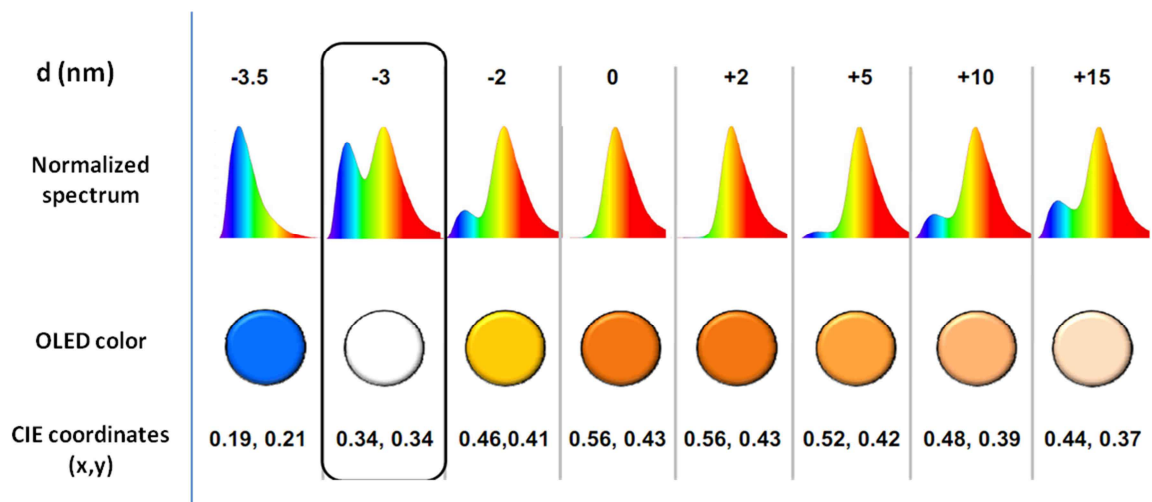 d (nm) -3.5 -3 -2 0 +2 +5 +10 +15
Normalized
spectrum
OLED color
CIE coordinates
(x,y)
0.19, 0.21 0.34, 0.34 0.46,0.41 0.56, 0.43 0.56, 0.43 0.52, 0.42 0.48, 0.39 0.44, 0.37